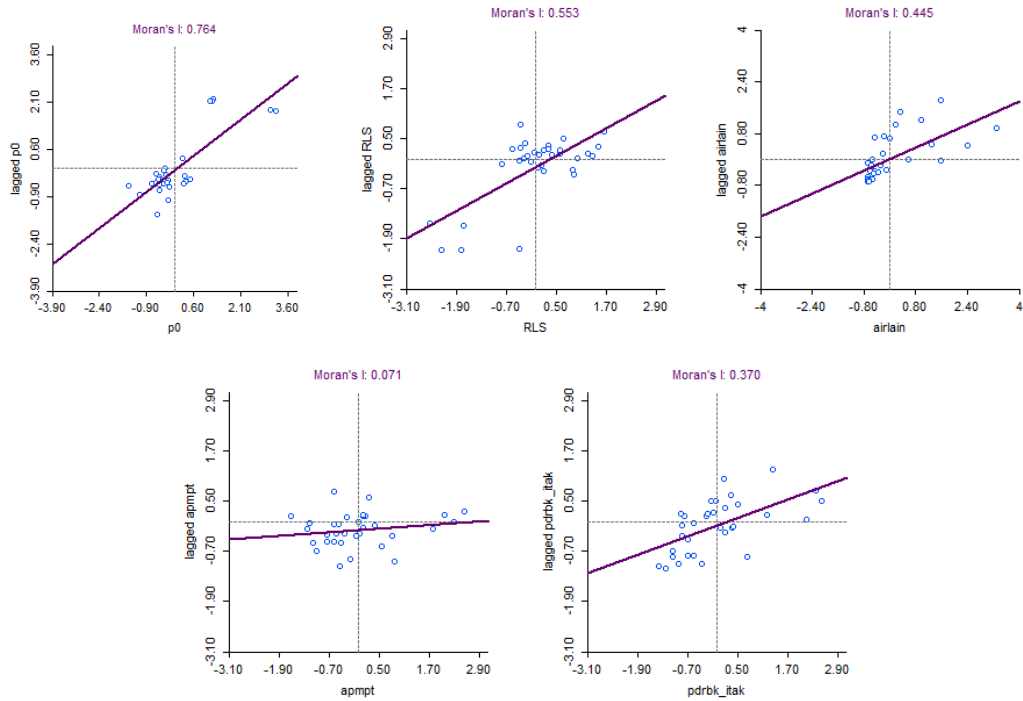 Moran's I: 0.764
lagged p0
3.60
2.10
0.60
-0.90
-2.40
-3.90
-3.90 -2.40 -0.90 0.60 2.10 3.60
p0
Moran's I: 0.553
lagged RLS
2.90
1.70
0.50
-0.70
-1.90
-3.10
-3.10 -1.90 -0.70 0.50 1.70 2.90
RLS
Moran's I: 0.445
lagged airlain
4
2.40
0.80
-0.80
-2.40
-4
-4 -2.40 -0.80 0.80 2.40 4
airlain
Moran's I: 0.071
lagged apmpt
2.90
1.70
0.50
-0.70
-1.90
-3.10
-3.10 -1.90 -0.70 0.50 1.70 2.90
apmpt
Moran's I: 0.370
lagged pdrbk_itak
2.90
1.70
0.50
-0.70
-1.90
-3.10
-3.10 -1.90 -0.70 0.50 1.70 2.90
pdrbk_itak